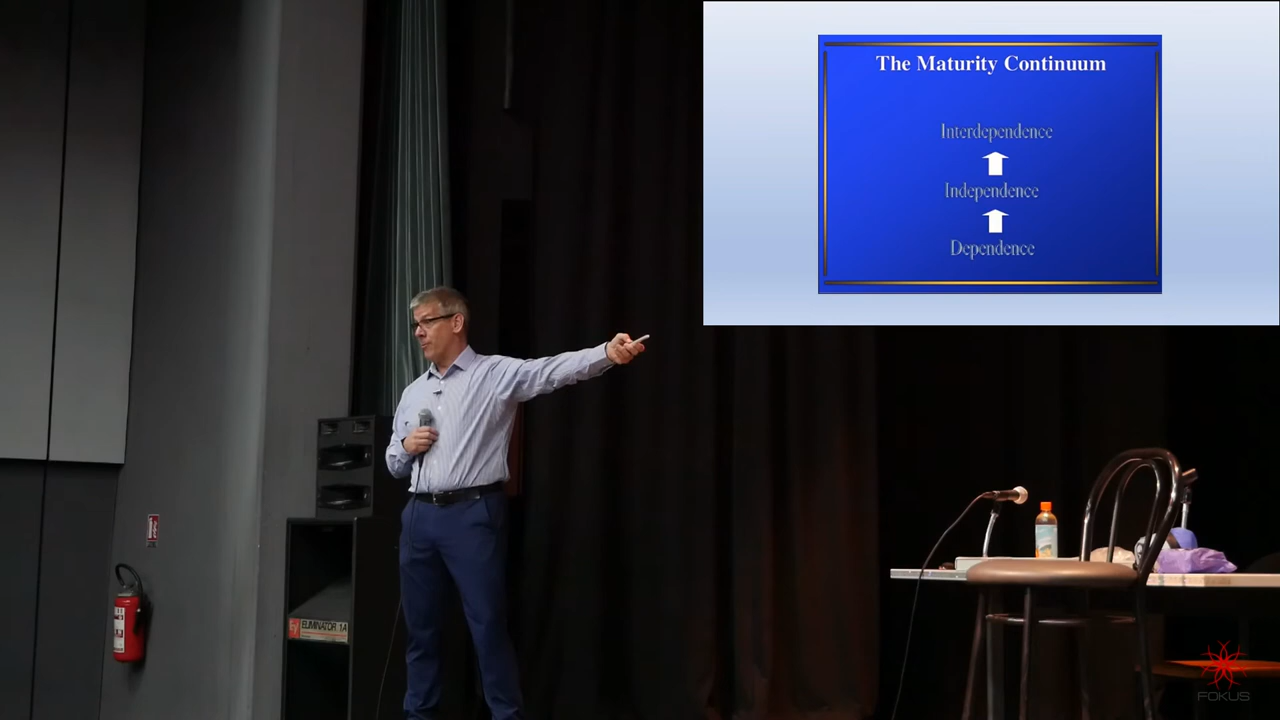 The Maturity Continuum
Interdependence
Independence
Dependence
ELIMINATOR 1A
FOKUS